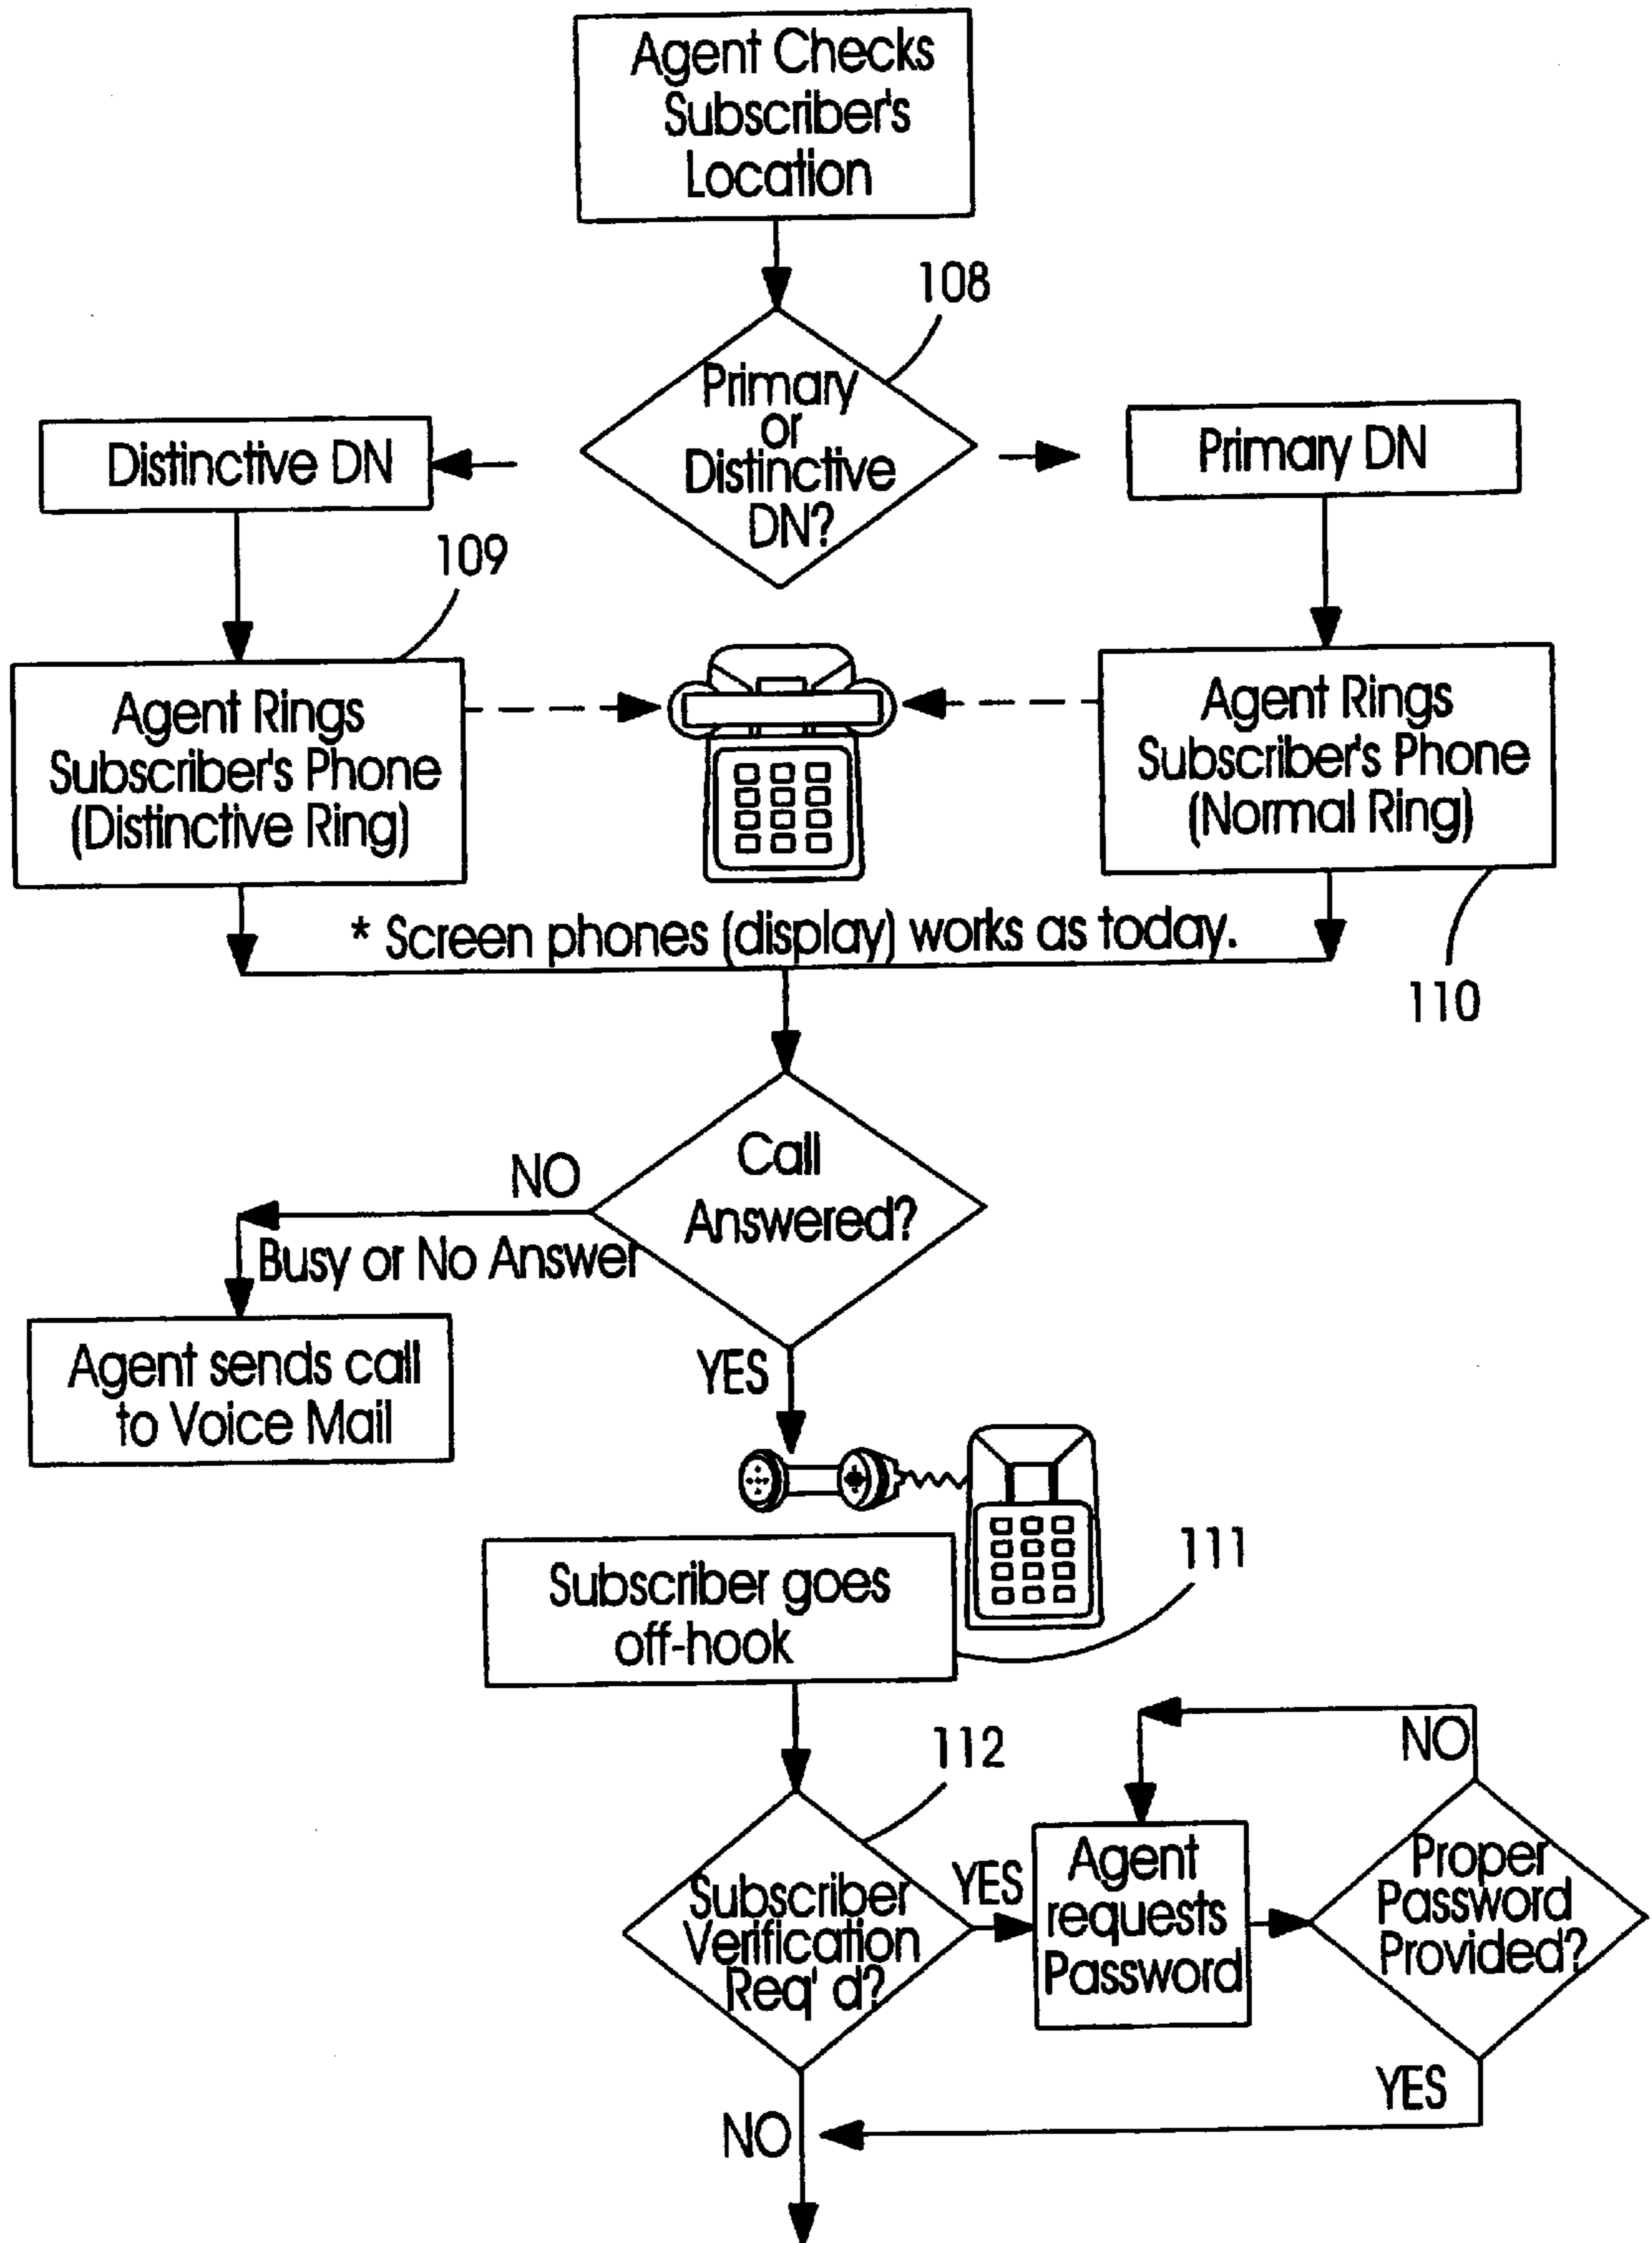 Agent Checks
Subscriber's
Location
108
Primary
or
Distinctive
DN?
Distinctive DN
Primary DN
109
Agent Rings
Subscriber's Phone
(Distinctive Ring)
Agent Rings
Subscriber's Phone
(Normal Ring)
* Screen phones (display) works as today.
110
Call
Answered?
NO
Busy or No Answer
Agent sends call
to Voice Mail
YES
Subscriber goes
off-hook
111
112
Subscriber
Verification
Req' d?
YES
Agent
requests
Password
NO
Proper
Password
Provided?
YES
NO